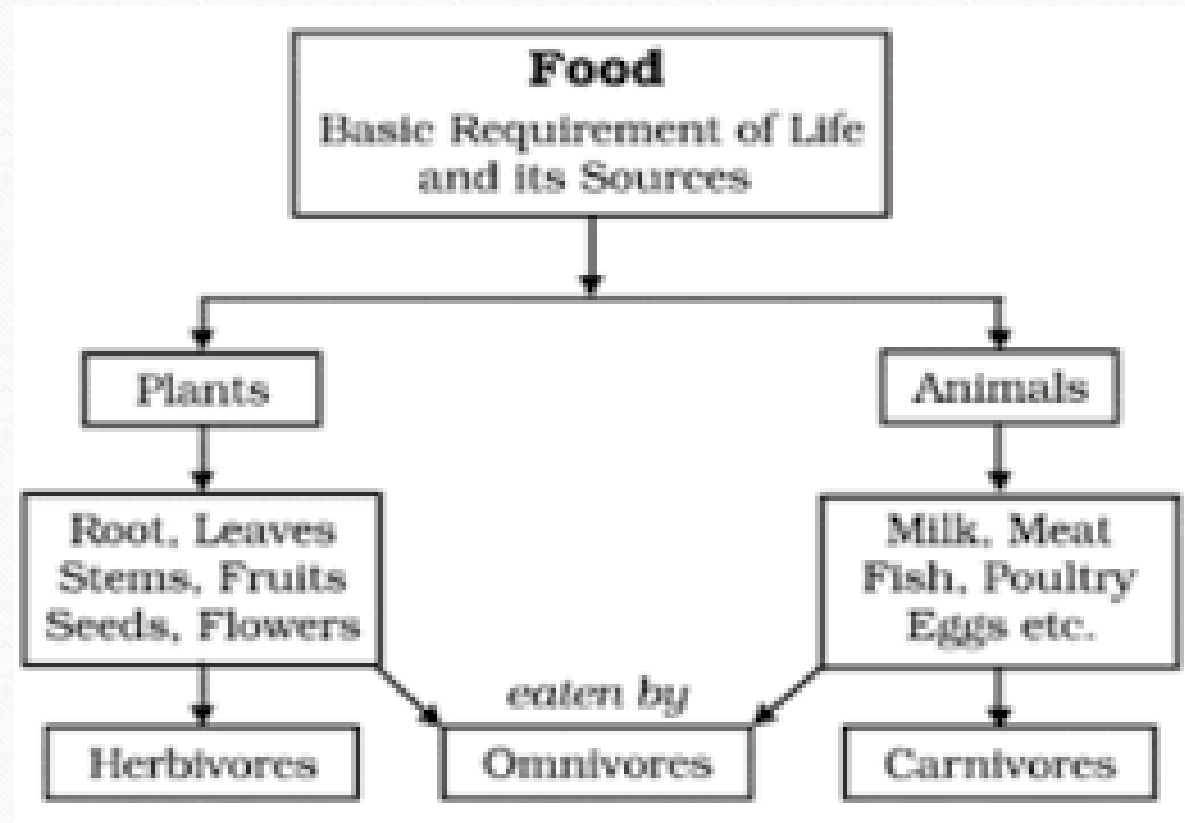 Food
Basic Requirement of Life
and its Sources
Plants
Animals
Root, Leaves
Stems, Fruits
Seeds, Flowers
Milk, Meat
Fish, Poultry
Eggs etc.
eaten by
Herbivores
Omnivores
Carnivores